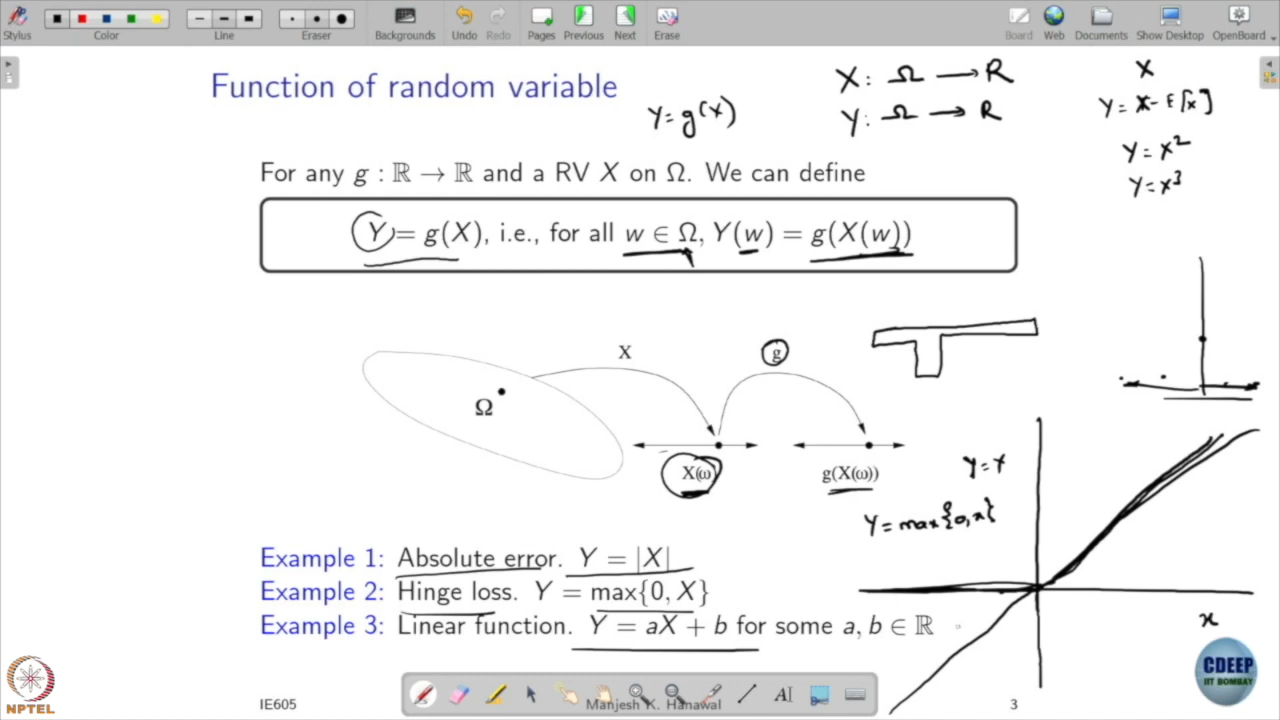 Stylus
Color
Line
Eraser
Backgrounds
Undo
Redo
Pages
Previous
Next
Erase
Board
Web
Documents
Show Desktop
OpenBoard
Function of random variable
Y = g(X)
X : Ω → R
Y : Ω → R
X
Y = X - E[X]
Y = X²
Y = X³
For any g : ℝ → ℝ and a RV X on Ω. We can define
Y = g(X), i.e., for all w ∈ Ω, Y(w) = g(X(w))
X
g
Ω
X(ω)
g(X(ω))
Y = X
Y = max{0, x}
x
Example 1: Absolute error. Y = |X|
Example 2: Hinge loss. Y = max{0, X}
Example 3: Linear function. Y = aX + b for some a, b ∈ ℝ
NPTEL
IE605
Manjesh K. Hanawal
3
CDEEP
IIT BOMBAY